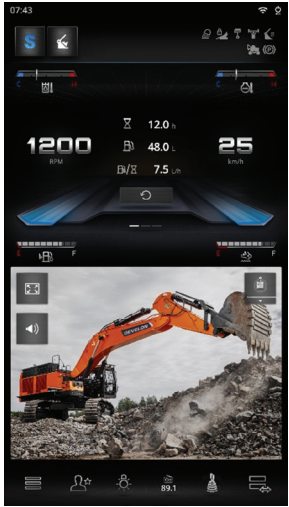 07:43
S
C H
C H
12.0 h
1200
RPM
48.0 L
25
km/h
7.5 L/h
E F
E F
DEVELON
89.1